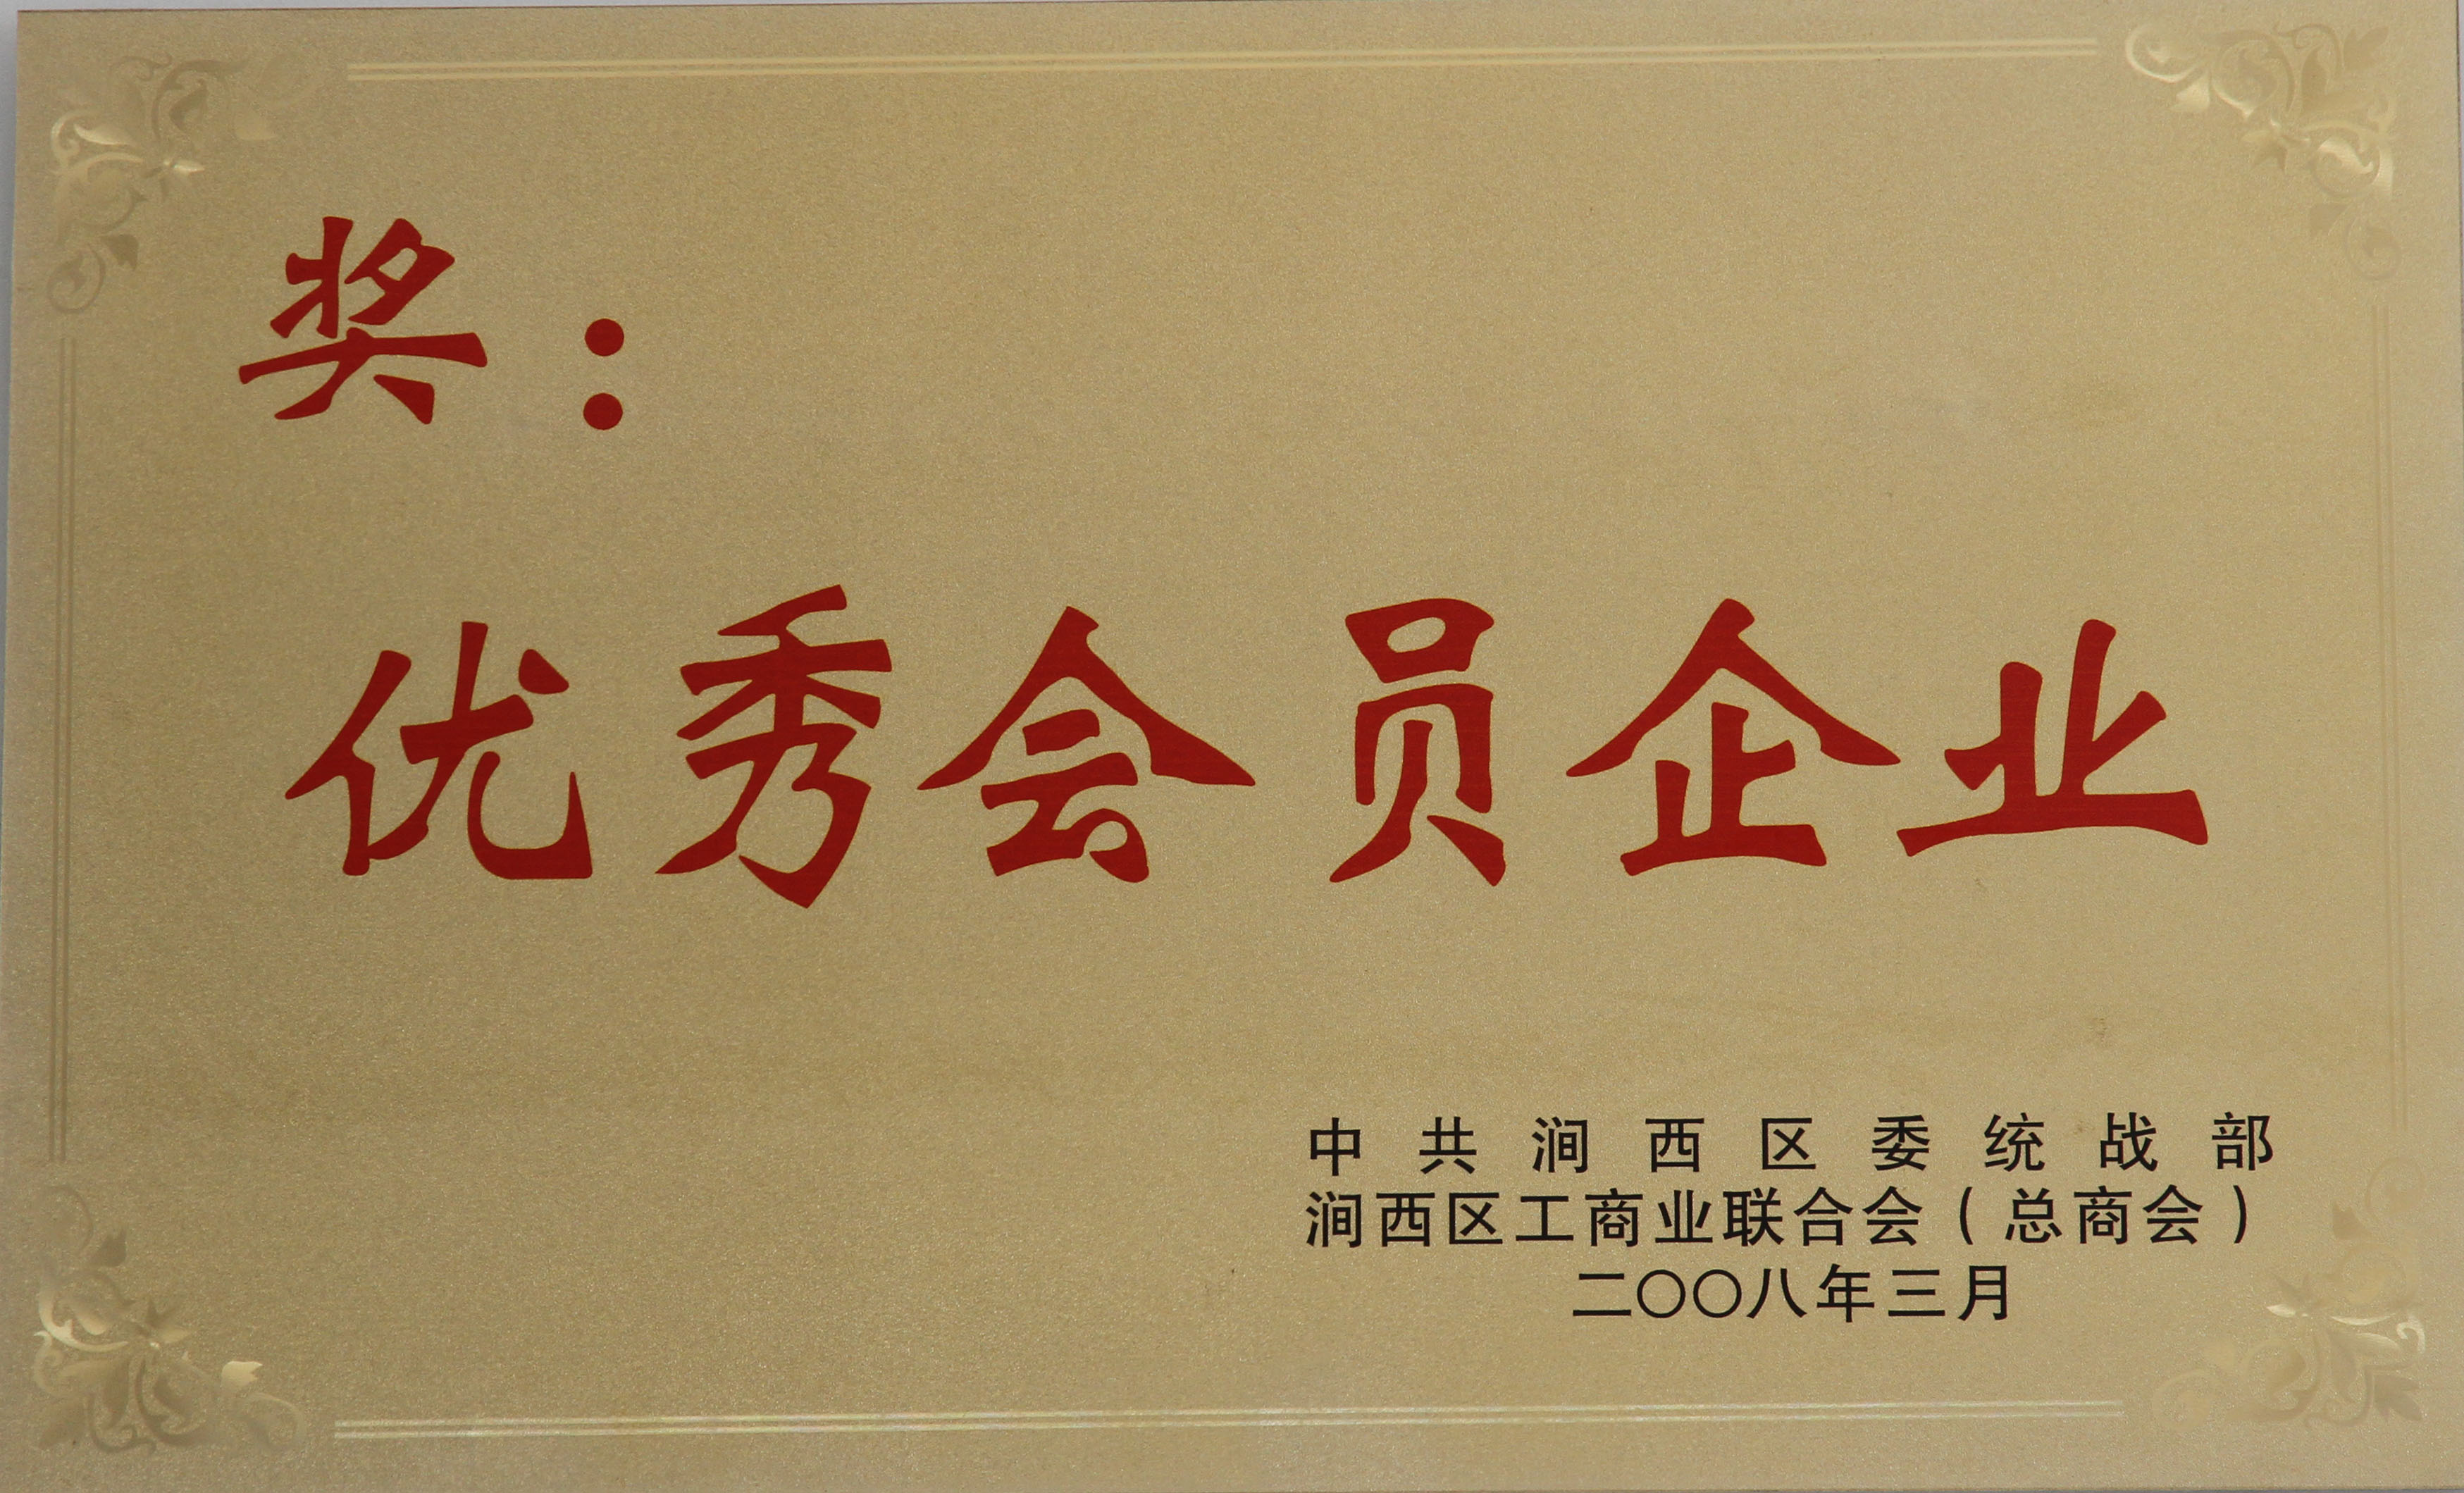 奖：
优秀会员企业
中共涧西区委统战部
涧西区工商业联合会（总商会）
二〇〇八年三月